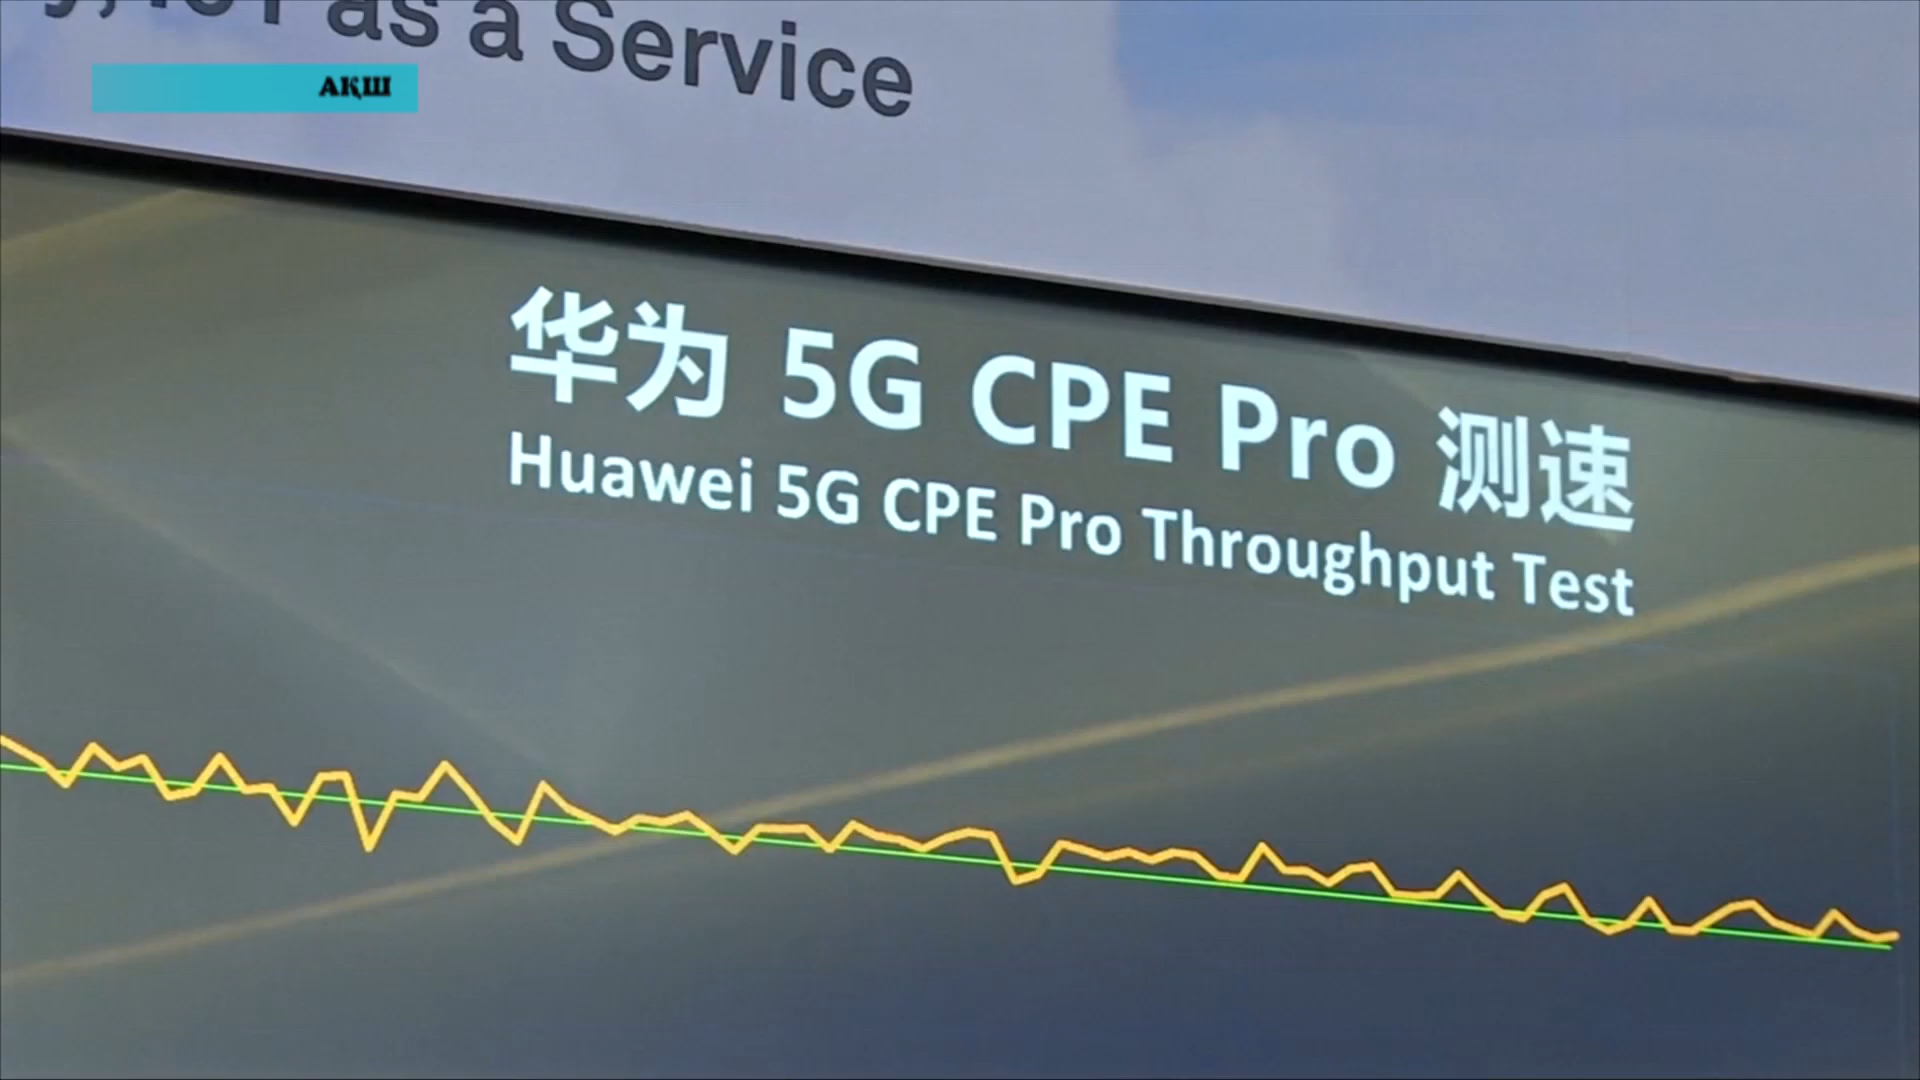 as a Service
АҚШ
华为 5G CPE Pro 测速
Huawei 5G CPE Pro Throughput Test